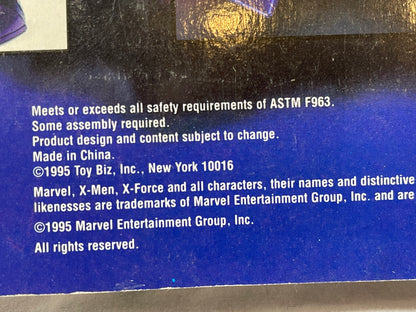 Meets or exceeds all safety requirements of ASTM F963.
Some assembly required.
Product design and content subject to change.
Made in China.
©1995 Toy Biz, Inc., New York 10016
Marvel, X-Men, X-Force and all characters, their names and distinctive
likenesses are trademarks of Marvel Entertainment Group, Inc. and are
©1995 Marvel Entertainment Group, Inc.
All rights reserved.